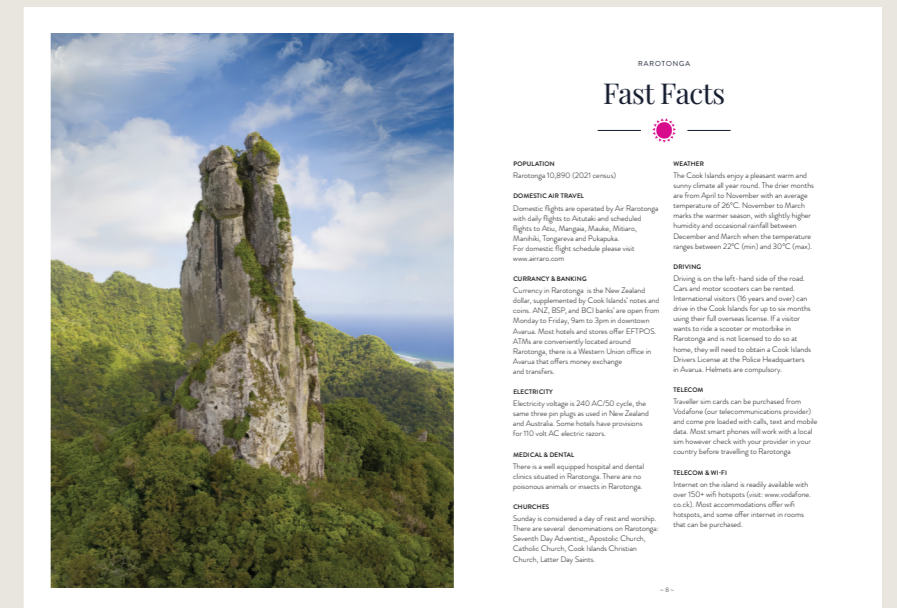 RAROTONGA
Fast Facts
POPULATION
Rarotonga 10,890 (2021 census)
DOMESTIC AIR TRAVEL
Domestic flights are operated by Air Rarotonga
with daily flights to Aitutaki and scheduled
flights to Atiu, Mangaia, Mauke, Mitiaro,
Manihiki, Tongareva and Pukapuka.
For domestic flight schedule please visit
www.airraro.com
CURRANCY & BANKING
Currency in Rarotonga is the New Zealand
dollar, supplemented by Cook Islands' notes and
coins. ANZ, BSP, and BCI banks' are open from
Monday to Friday, 9am to 3pm in downtown
Avarua. Most hotels and stores offer EFTPOS.
ATMs are conveniently located around
Rarotonga, there is a Western Union office in
Avarua that offers money exchange
and transfers.
ELECTRICITY
Electricity voltage is 240 AC/50 cycle, the
same three pin plugs as used in New Zealand
and Australia. Some hotels have provisions
for 110 volt AC electric razors.
MEDICAL & DENTAL
There is a well equipped hospital and dental
clinics situated in Rarotonga. There are no
poisonous animals or insects in Rarotonga.
CHURCHES
Sunday is considered a day of rest and worship.
There are several denominations on Rarotonga:
Seventh Day Adventist,, Apostolic Church,
Catholic Church, Cook Islands Christian
Church, Latter Day Saints.
WEATHER
The Cook Islands enjoy a pleasant warm and
sunny climate all year round. The drier months
are from April to November with an average
temperature of 26°C. November to March
marks the warmer season, with slightly higher
humidity and occasional rainfall between
December and March when the temperature
ranges between 22°C (min) and 30°C (max).
DRIVING
Driving is on the left-hand side of the road.
Cars and motor scooters can be rented.
International visitors (16 years and over) can
drive in the Cook Islands for up to six months
using their full overseas license. If a visitor
wants to ride a scooter or motorbike in
Rarotonga and is not licensed to do so at
home, they will need to obtain a Cook Islands
Drivers License at the Police Headquarters
in Avarua. Helmets are compulsory.
TELECOM
Traveller sim cards can be purchased from
Vodafone (our telecommunications provider)
and come pre loaded with calls, text and mobile
data. Most smart phones will work with a local
sim however check with your provider in your
country before travelling to Rarotonga
TELECOM & WI-FI
Internet on the island is readily available with
over 150+ wifi hotspots (visit: www.vodafone.
co.ck). Most accommodations offer wifi
hotspots, and some offer internet in rooms
that can be purchased.
~ 8 ~